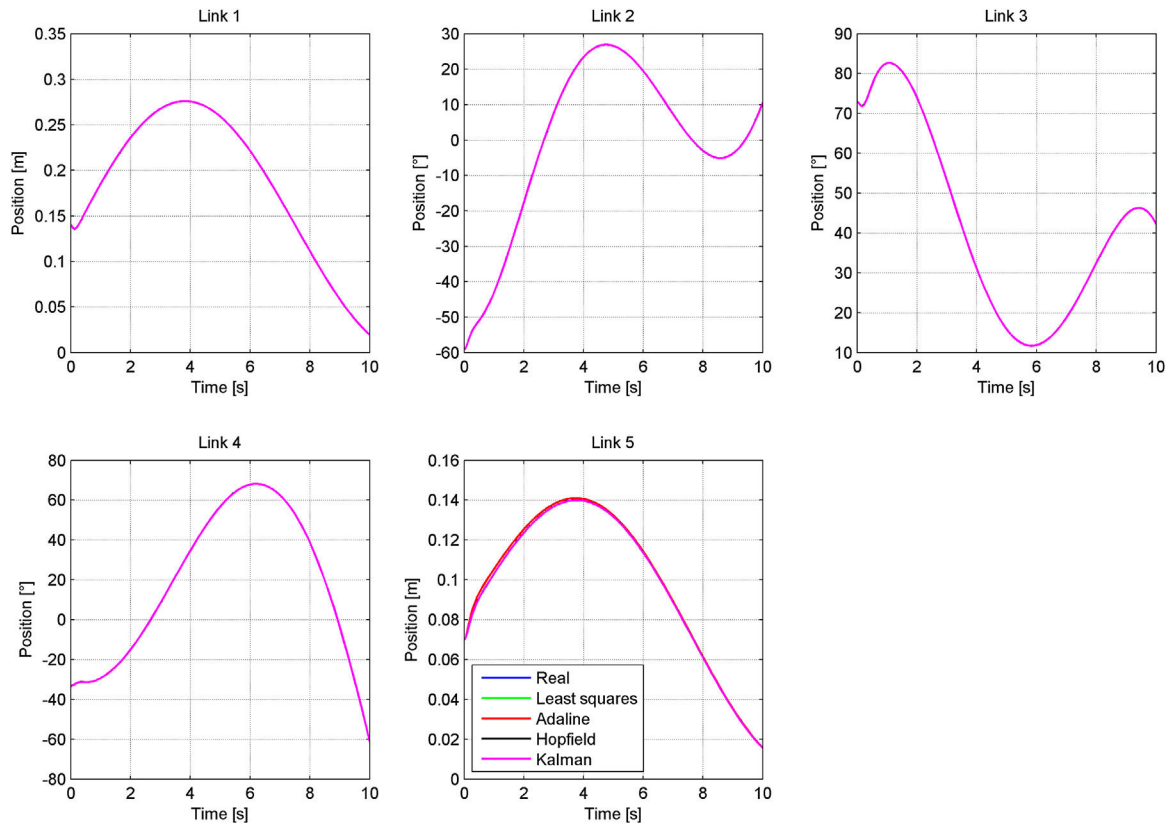 Link 1
Link 2
Link 3
0.35
0.3
0.25
0.2
0.15
0.1
0.05
0
Position [m]
0 2 4 6 8 10
Time [s]
30
20
10
0
-10
-20
-30
-40
-50
-60
Position [°]
0 2 4 6 8 10
Time [s]
90
80
70
60
50
40
30
20
10
Position [°]
0 2 4 6 8 10
Time [s]
Link 4
Link 5
80
60
40
20
0
-20
-40
-60
-80
Position [°]
0 2 4 6 8 10
Time [s]
0.16
0.14
0.12
0.1
0.08
0.06
0.04
0.02
0
Position [m]
Real
Least squares
Adaline
Hopfield
Kalman
0 2 4 6 8 10
Time [s]